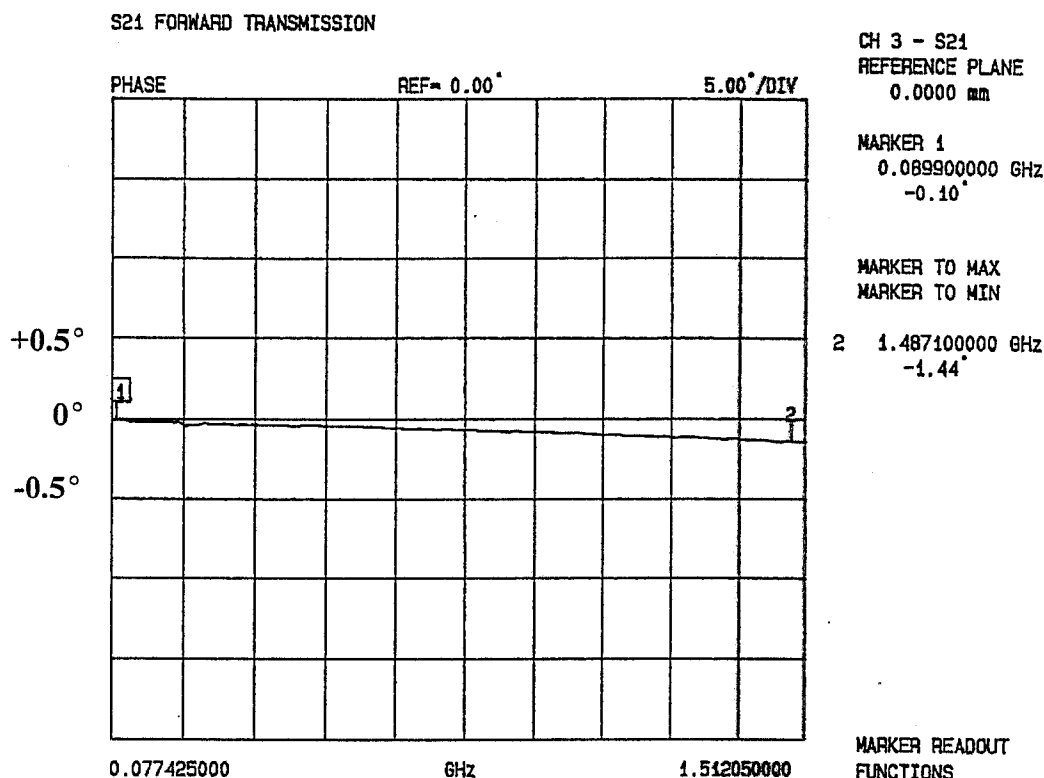 S21 FORWARD TRANSMISSION
PHASE REF= 0.00° 5.00°/DIV
CH 3 - S21
REFERENCE PLANE
0.0000 mm
MARKER 1
0.089900000 GHz
-0.10°
MARKER TO MAX
MARKER TO MIN
2 1.487100000 GHz
-1.44°
+0.5°
1
0°
2
-0.5°
0.077425000 GHz 1.512050000
MARKER READOUT
FUNCTIONS